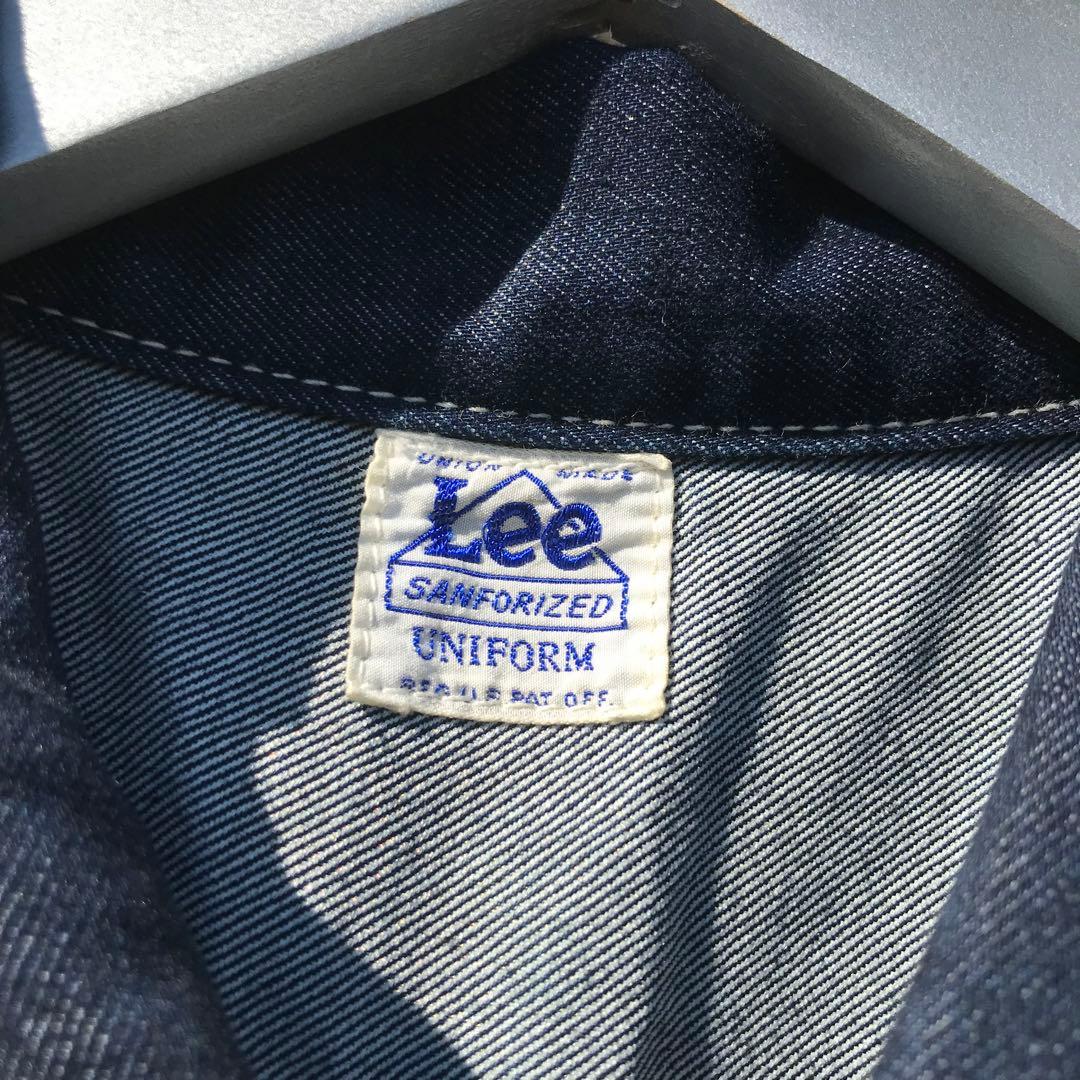 UNION MADE
Lee
SANFORIZED
UNIFORM
REG. U.S. PAT. OFF.